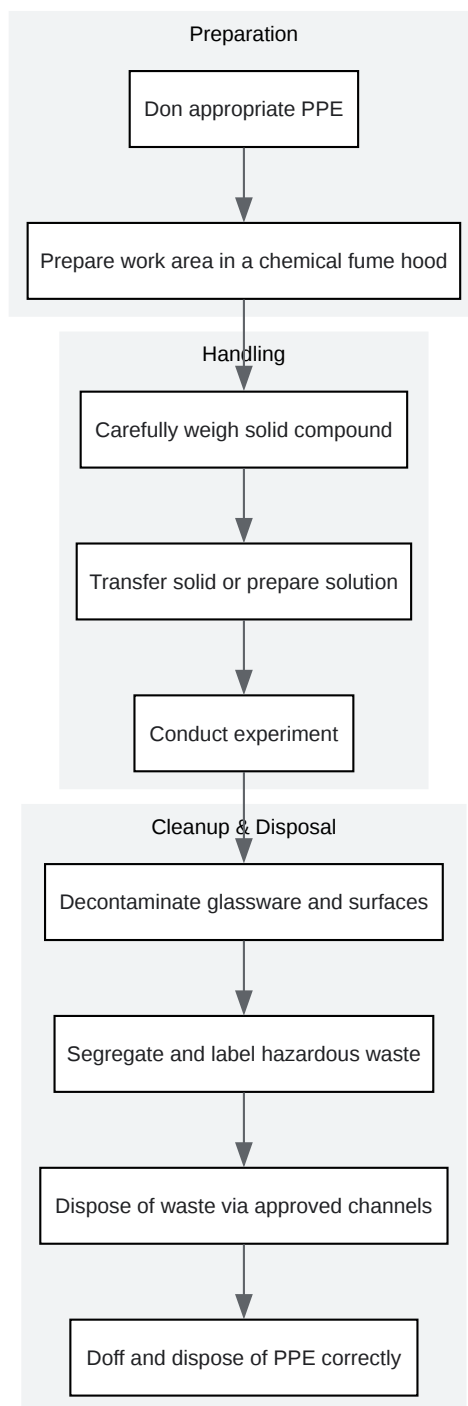 Preparation
Don appropriate PPE
Prepare work area in a chemical fume hood
Handling
Carefully weigh solid compound
Transfer solid or prepare solution
Conduct experiment
Cleanup & Disposal
Decontaminate glassware and surfaces
Segregate and label hazardous waste
Dispose of waste via approved channels
Doff and dispose of PPE correctly